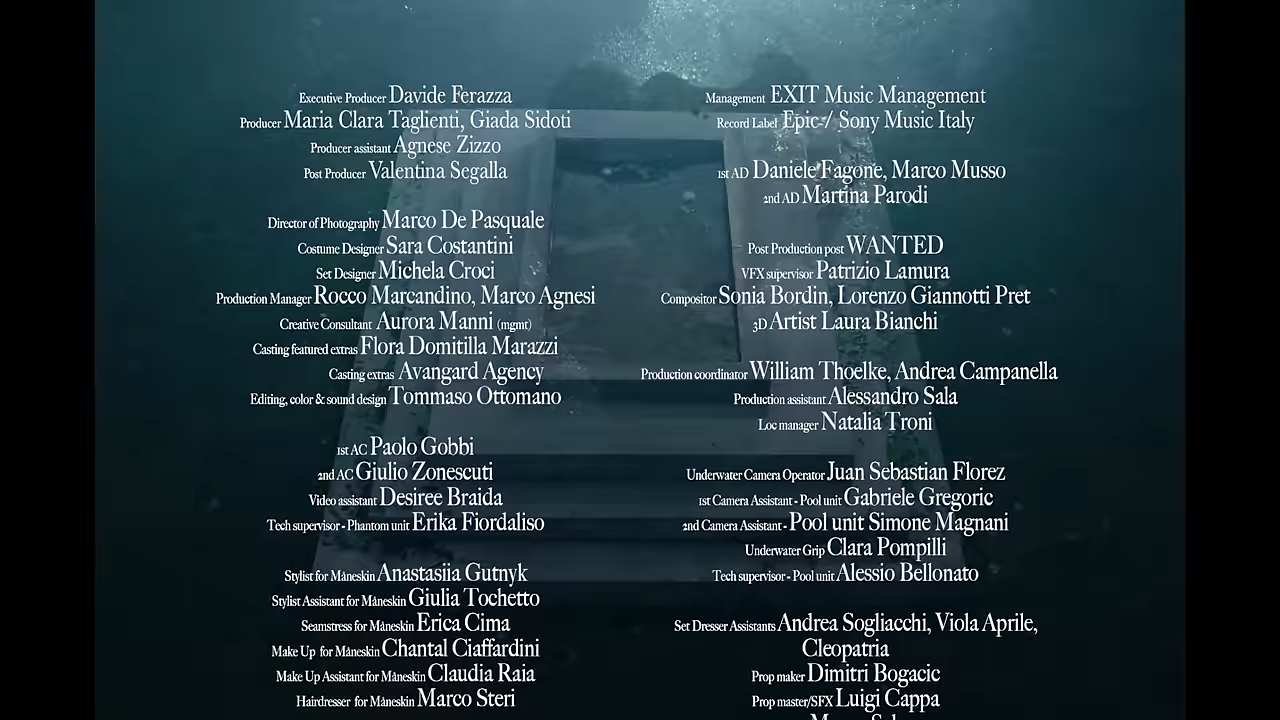 Executive Producer Davide Ferazza
Producer Maria Clara Taglienti, Giada Sidoti
Producer assistant Agnese Zizzo
Post Producer Valentina Segalla
Director of Photography Marco De Pasquale
Costume Designer Sara Costantini
Set Designer Michela Croci
Production Manager Rocco Marcandino, Marco Agnesi
Creative Consultant Aurora Manni (mgmt)
Casting featured extras Flora Domitilla Marazzi
Casting extras Avangard Agency
Editing, color & sound design Tommaso Ottomano
1st AC Paolo Gobbi
2nd AC Giulio Zonescuti
Video assistant Desiree Braida
Tech supervisor - Phantom unit Erika Fiordaliso
Stylist for Måneskin Anastasiia Gutnyk
Stylist Assistant for Måneskin Giulia Tochetto
Seamstress for Måneskin Erica Cima
Make Up for Måneskin Chantal Ciaffardini
Make Up Assistant for Måneskin Claudia Raia
Hairdresser for Måneskin Marco Steri
Management EXIT Music Management
Record Label Epic / Sony Music Italy
1st AD Daniele Fagone, Marco Musso
2nd AD Martina Parodi
Post Production post WANTED
VFX supervisor Patrizio Lamura
Compositor Sonia Bordin, Lorenzo Giannotti Pret
3D Artist Laura Bianchi
Production coordinator William Thoelke, Andrea Campanella
Production assistant Alessandro Sala
Loc manager Natalia Troni
Underwater Camera Operator Juan Sebastian Florez
1st Camera Assistant - Pool unit Gabriele Gregoric
2nd Camera Assistant - Pool unit Simone Magnani
Underwater Grip Clara Pompilli
Tech supervisor - Pool unit Alessio Bellonato
Set Dresser Assistants Andrea Sogliacchi, Viola Aprile,
Cleopatria
Prop maker Dimitri Bogacic
Prop master/SFX Luigi Cappa